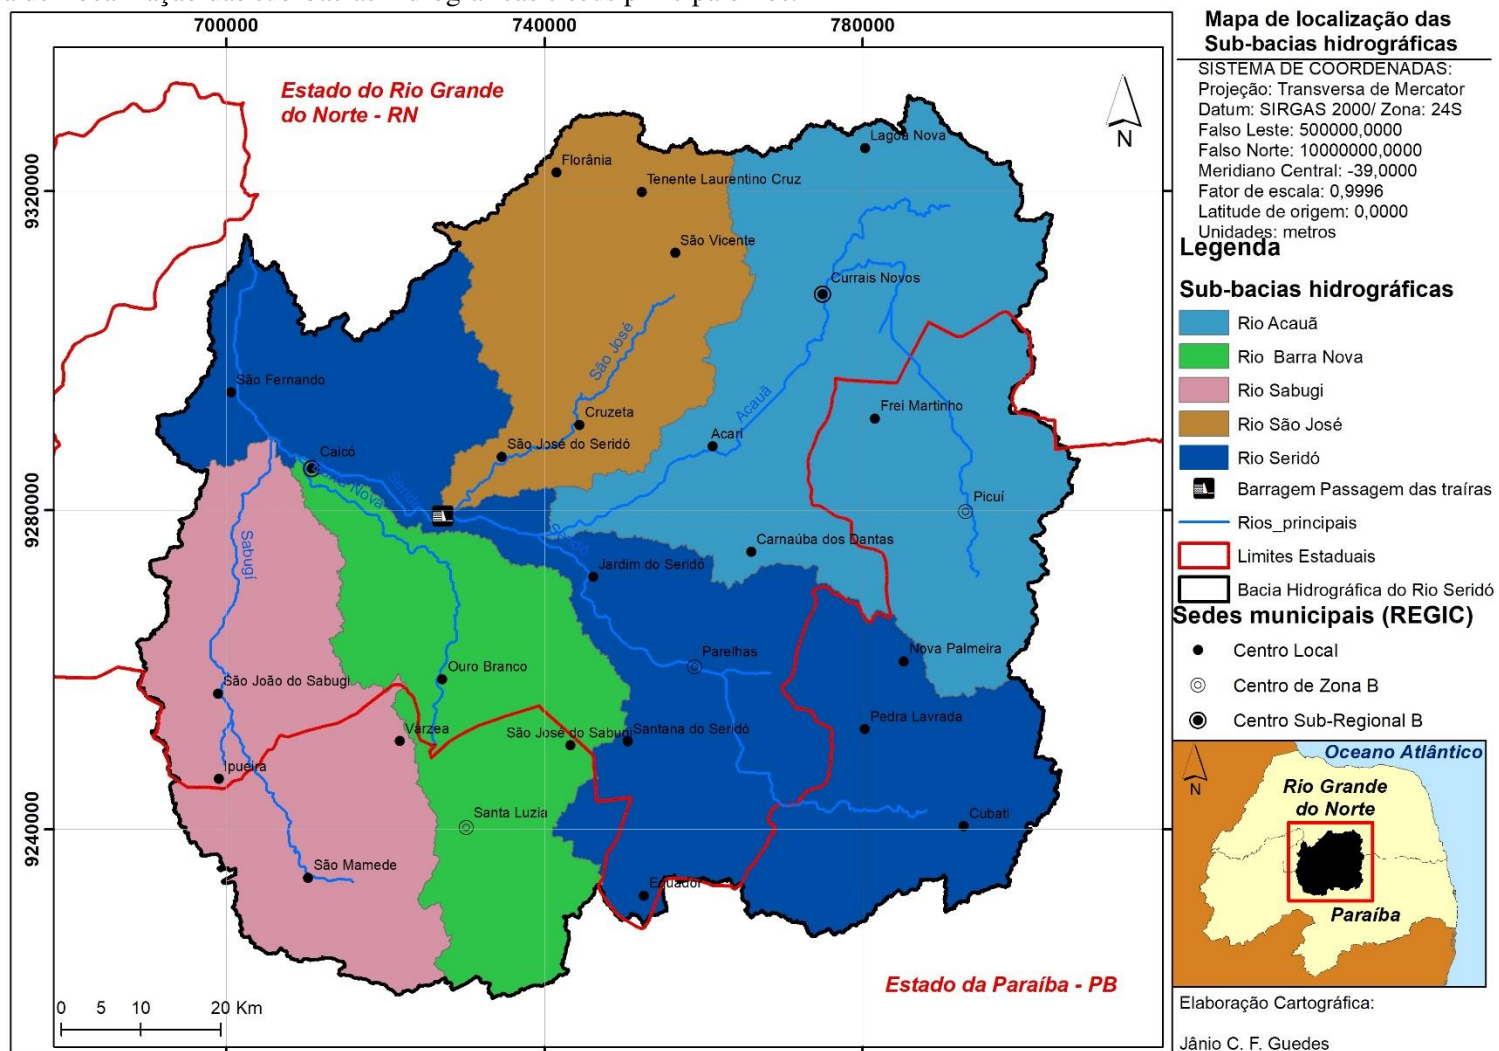 700000
740000
780000
9320000
9280000
9240000
Estado do Rio Grande
do Norte - RN
N
Lagoa Nova
Florânia
Tenente Laurentino Cruz
São Vicente
Currais Novos
São José
São Fernando
Acauã
Frei Martinho
Cruzeta
Acari
São José do Seridó
Caicó
Seridó
Picuí
Seridó
Sabugi
Carnaúba dos Dantas
Jardim do Seridó
Nova Palmeira
Parelhas
Ouro Branco
São João do Sabugi
Pedra Lavrada
Várzea
São José do Sabugi
Santana do Seridó
Ipueira
Santa Luzia
Cubati
São Mamede
Equador
Estado da Paraíba - PB
0 5 10 20 Km
Mapa de localização das
Sub-bacias hidrográficas
SISTEMA DE COORDENADAS:
Projeção: Transversa de Mercator
Datum: SIRGAS 2000/ Zona: 24S
Falso Leste: 500000,0000
Falso Norte: 10000000,0000
Meridiano Central: -39,0000
Fator de escala: 0,9996
Latitude de origem: 0,0000
Unidades: metros
Legenda
Sub-bacias hidrográficas
Rio Acauã
Rio Barra Nova
Rio Sabugi
Rio São José
Rio Seridó
Barragem Passagem das traíras
Rios_principais
Limites Estaduais
Bacia Hidrográfica do Rio Seridó
Sedes municipais (REGIC)
Centro Local
Centro de Zona B
Centro Sub-Regional B
Oceano Atlântico
N
Rio Grande
do Norte
Paraíba
Elaboração Cartográfica:
Jânio C. F. Guedes